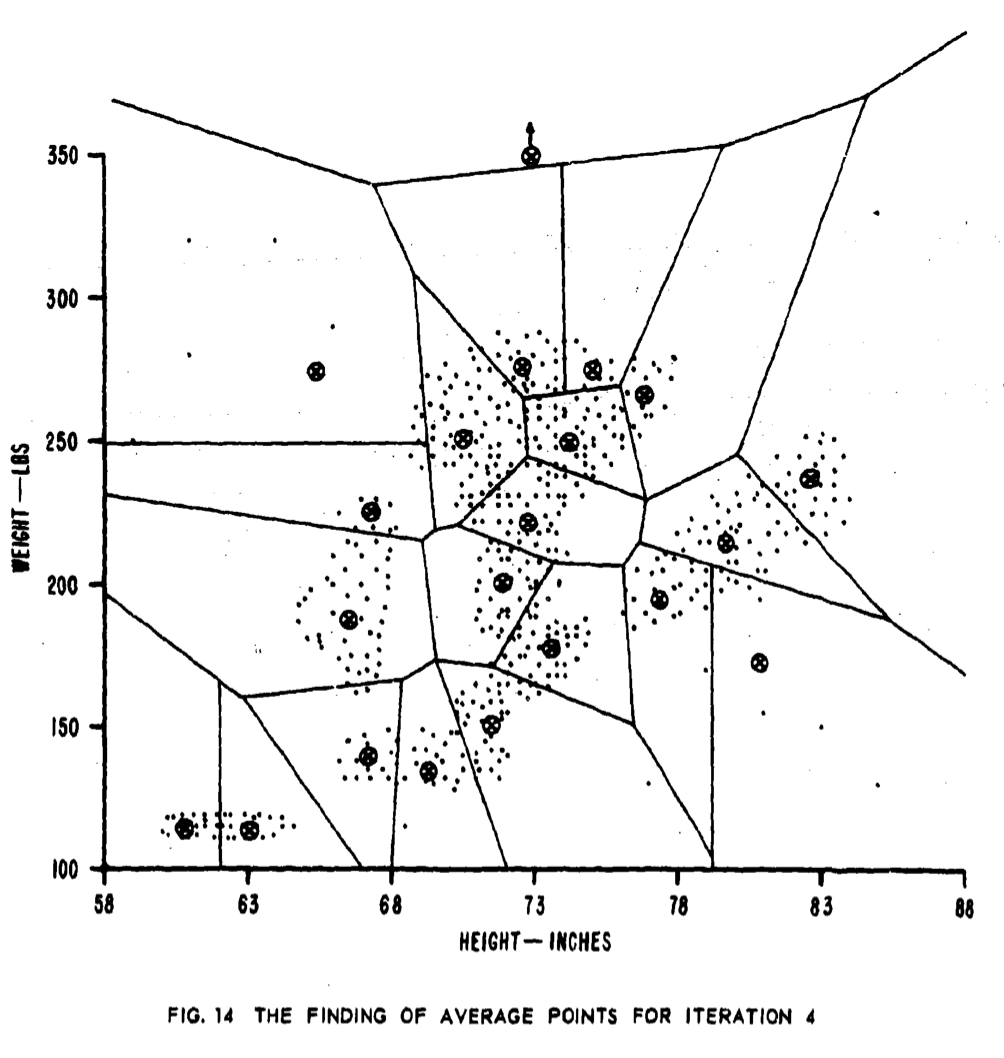 350
300
250
200
150
100
WEIGHT—LBS
58 63 68 73 78 83 88
HEIGHT—INCHES
FIG. 14 THE FINDING OF AVERAGE POINTS FOR ITERATION 4